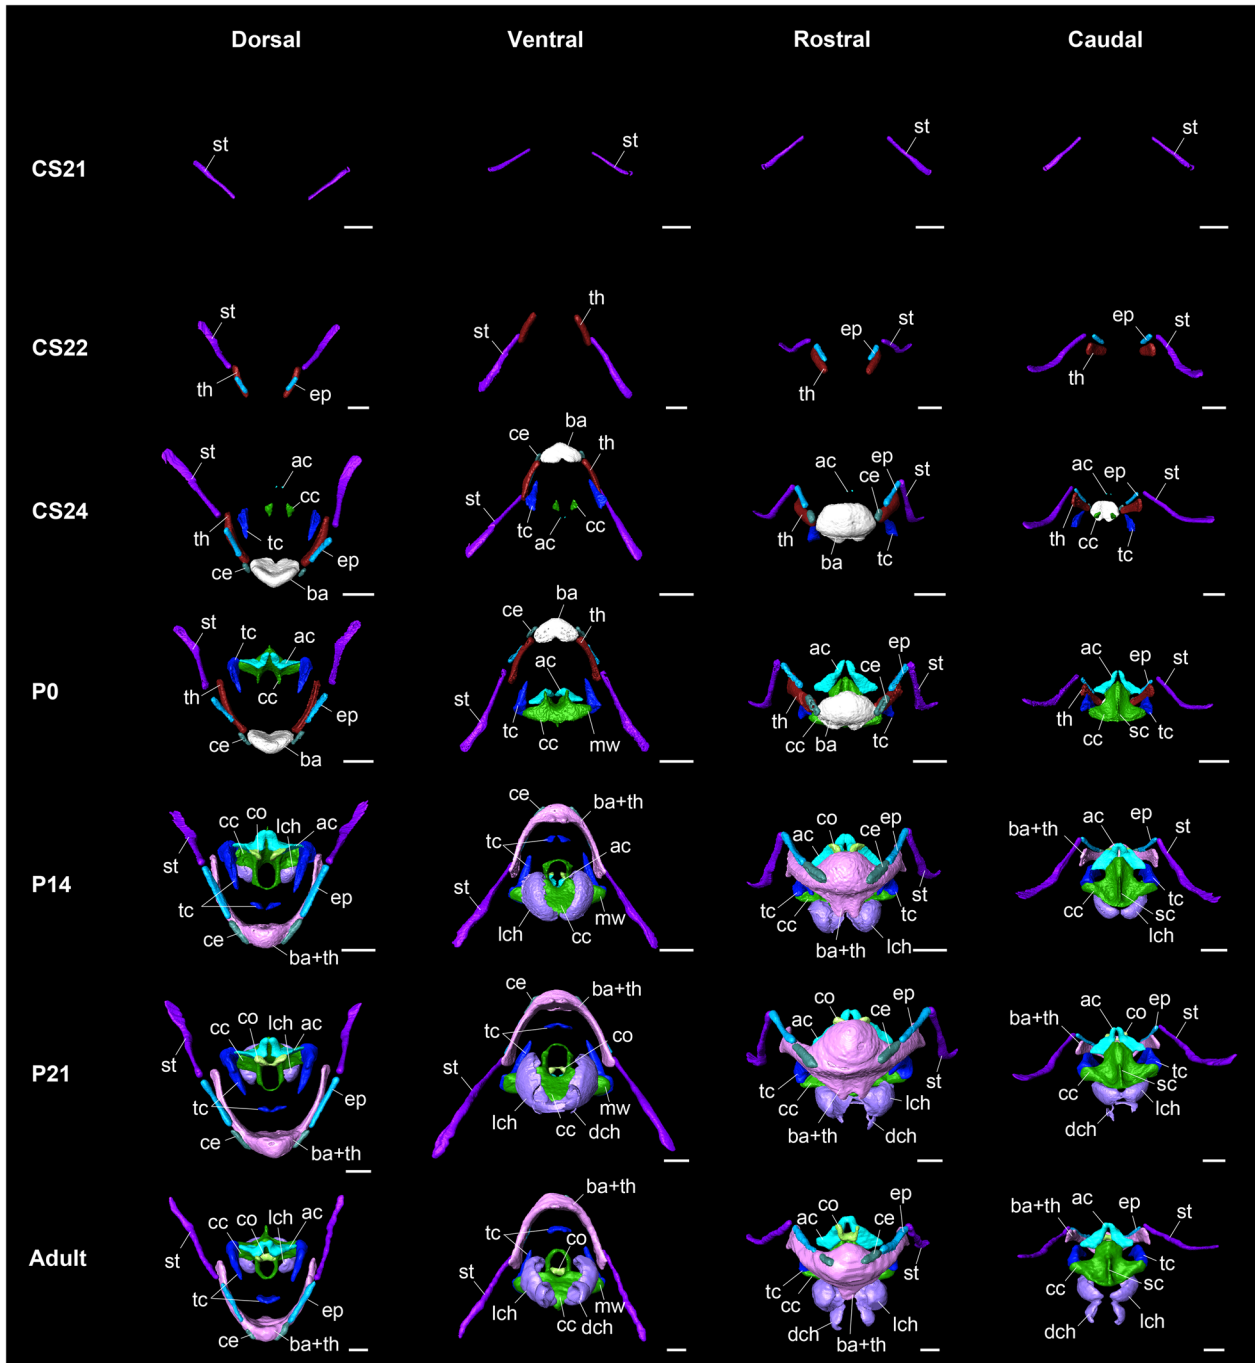 Dorsal Ventral Rostral Caudal
CS21
st st st st
CS22
st th ep st ep st
st
th ep th th
CS24
st ac cc ce ba th ac ce ep st ac ep st
st
th tc ep tc ac cc th ba tc th cc tc
ce ba
P0
st tc ac ce ba th ac ce ep st ac ep st
ac
th cc ep st tc cc mw th cc ba tc th cc sc tc
ce ba
P14
cc co lch ac ce ba+th ac co ce ep ba+th ac ep st
st tc ac st
tc ep st mw tc cc tc cc sc tc
ce ba+th lch cc ba+th lch lch
P21
cc co lch ac ce ba+th co ac ce ep ba+th ac co ep st
st tc co
tc ep st mw tc cc st cc sc tc
ce ba+th lch cc dch ba+th lch dch lch
dch
Adult
cc co lch ac ba+th co ac ce ep ba+th ac ep st
st tc co
tc ep st mw tc cc st cc sc tc
lch cc dch dch lch dch lch
ce ba+th ba+th